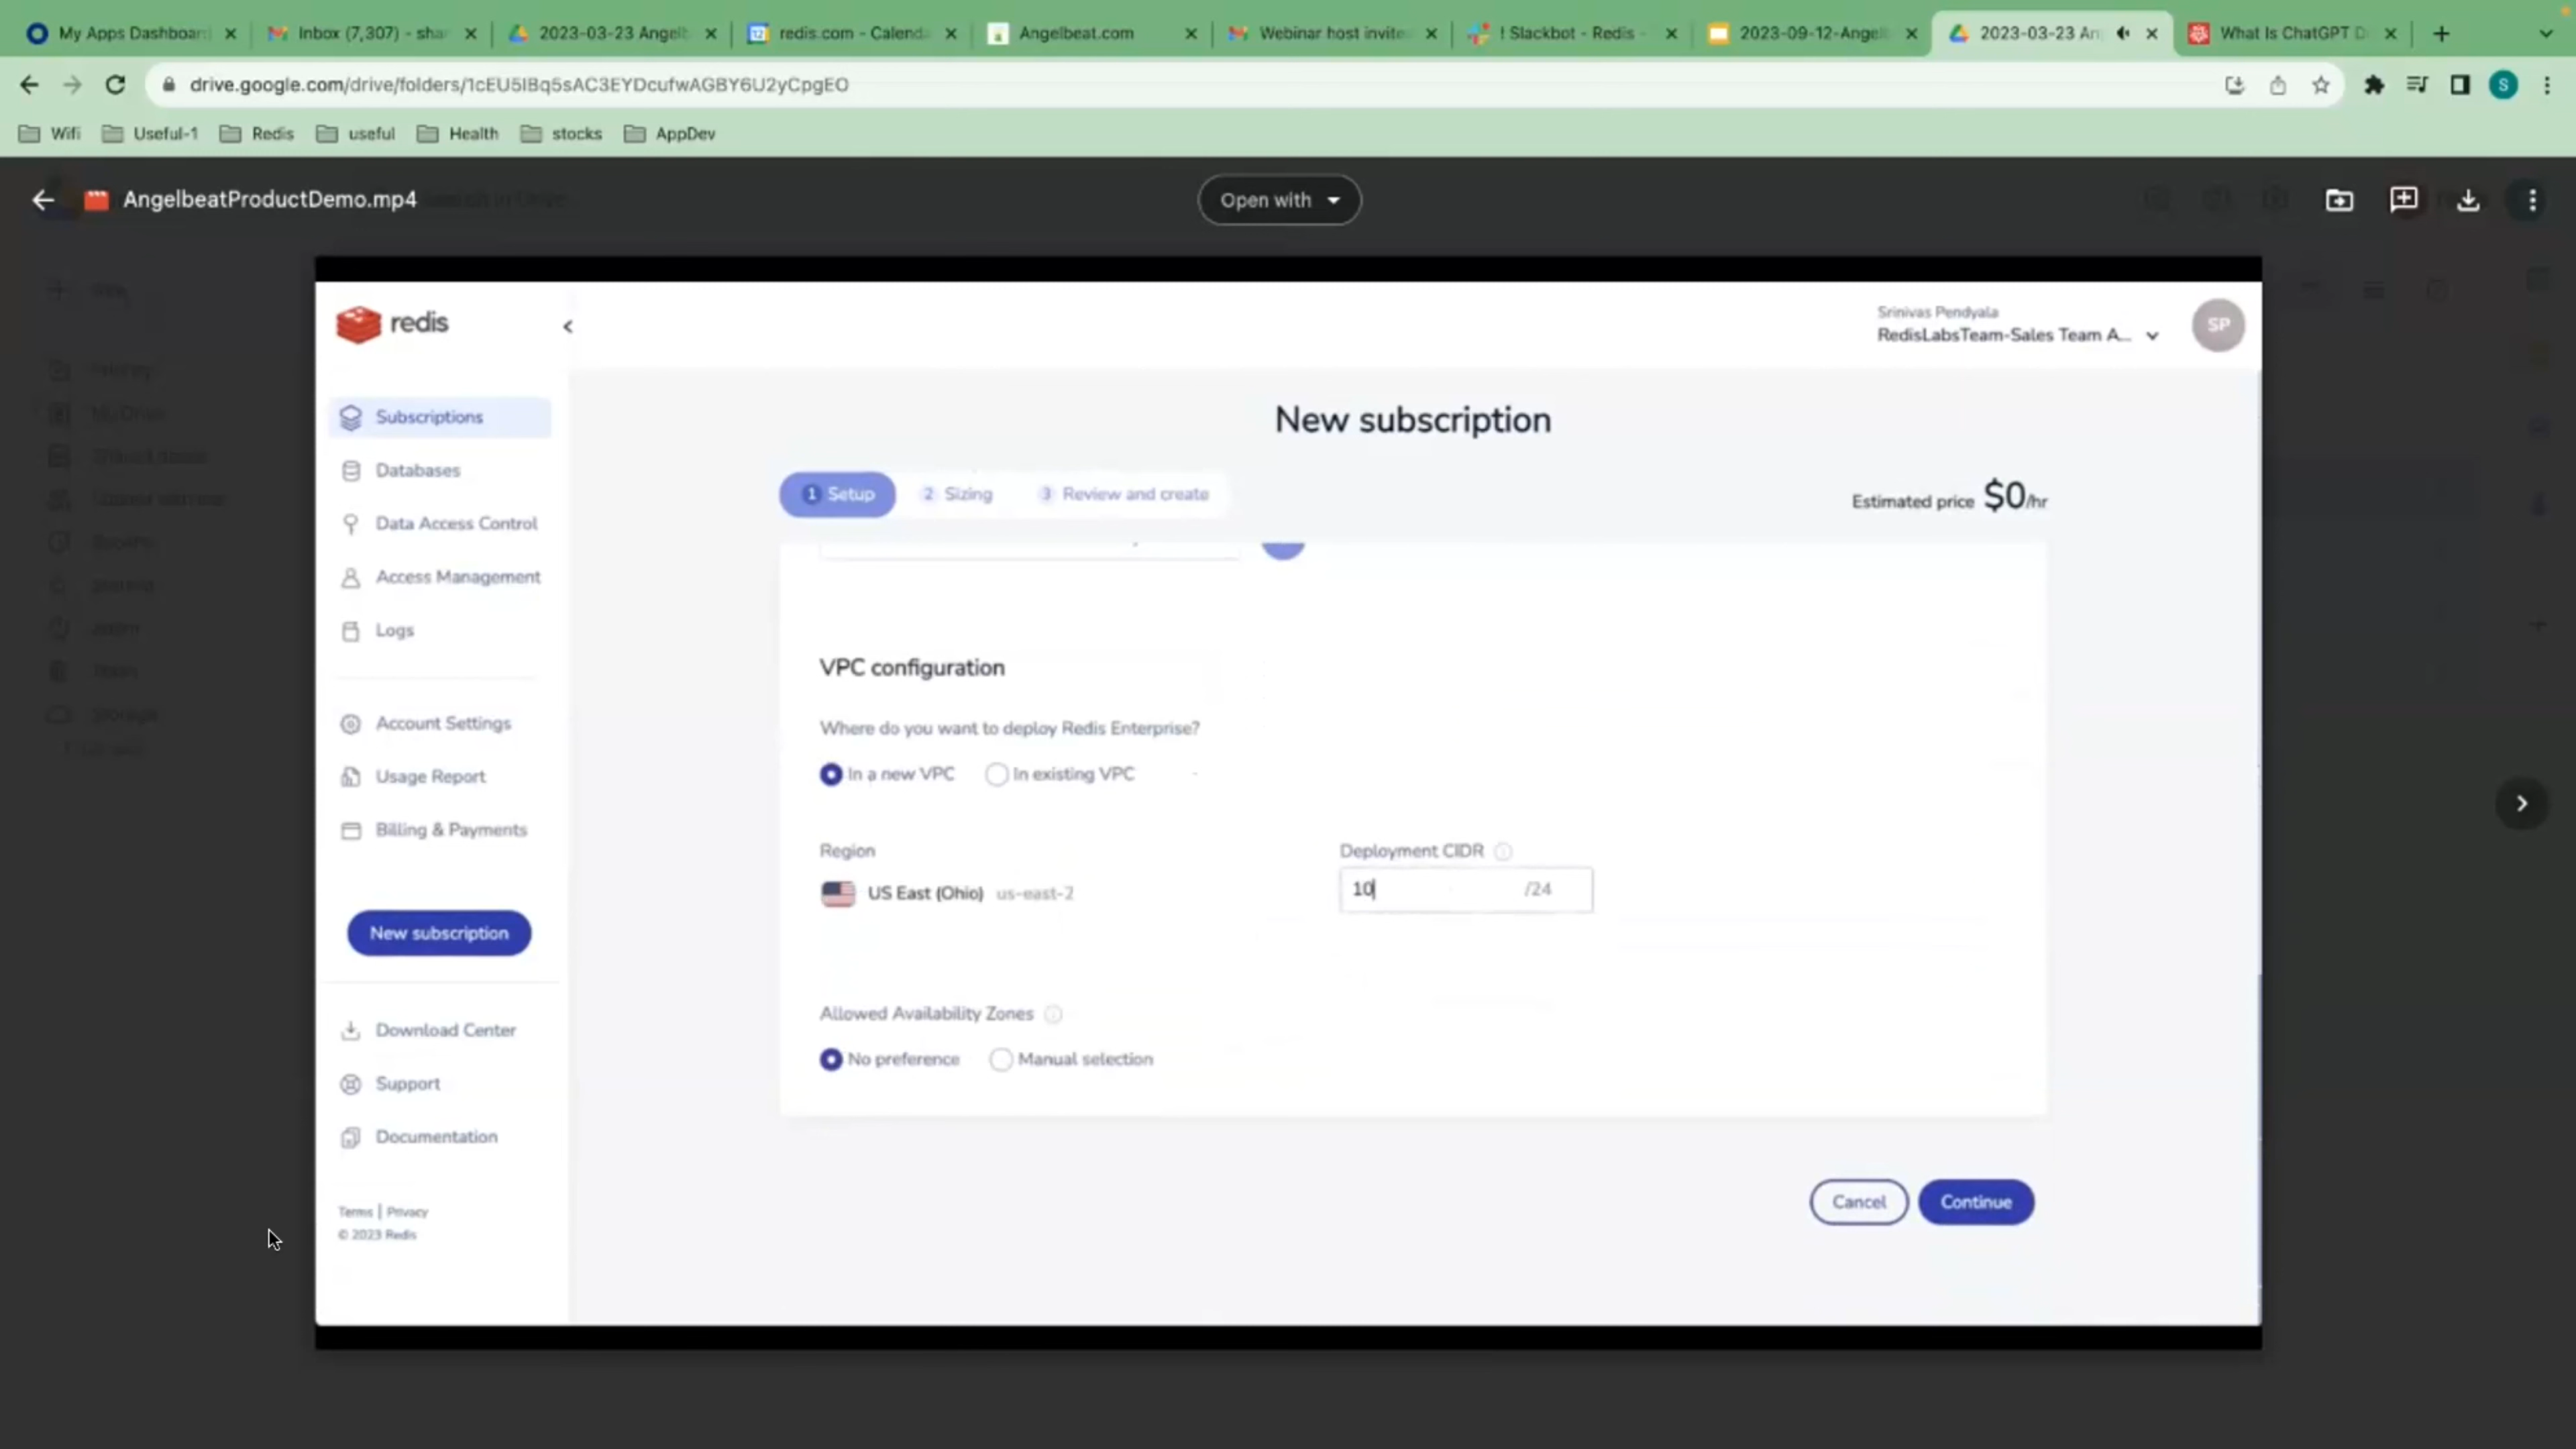 My Apps Dashboar
Inbox (7,307) - sha
2023-03-23 Angelb
redis.com - Calenda
Angelbeat.com
Webinar host invite
! Slackbot - Redis -
2023-09-12-Angel
2023-03-23 An
What Is ChatGPT D
drive.google.com/drive/folders/1cEU5IBq5sAC3EYDcufwAGBY6U2yCpgEO
S
Wifi
Useful-1
Redis
useful
Health
stocks
AppDev
AngelbeatProductDemo.mp4
Open with
redis
Srinivas Pendyala
RedisLabsTeam-Sales Team A...
SP
Subscriptions
Databases
Data Access Control
Access Management
Logs
Account Settings
Usage Report
Billing & Payments
New subscription
Download Center
Support
Documentation
Terms | Privacy
© 2023 Redis
New subscription
1 Setup
2 Sizing
3 Review and create
Estimated price $0/hr
VPC configuration
Where do you want to deploy Redis Enterprise?
In a new VPC
In existing VPC
Region
US East (Ohio) us-east-2
Deployment CIDR
10
/24
Allowed Availability Zones
No preference
Manual selection
Cancel
Continue